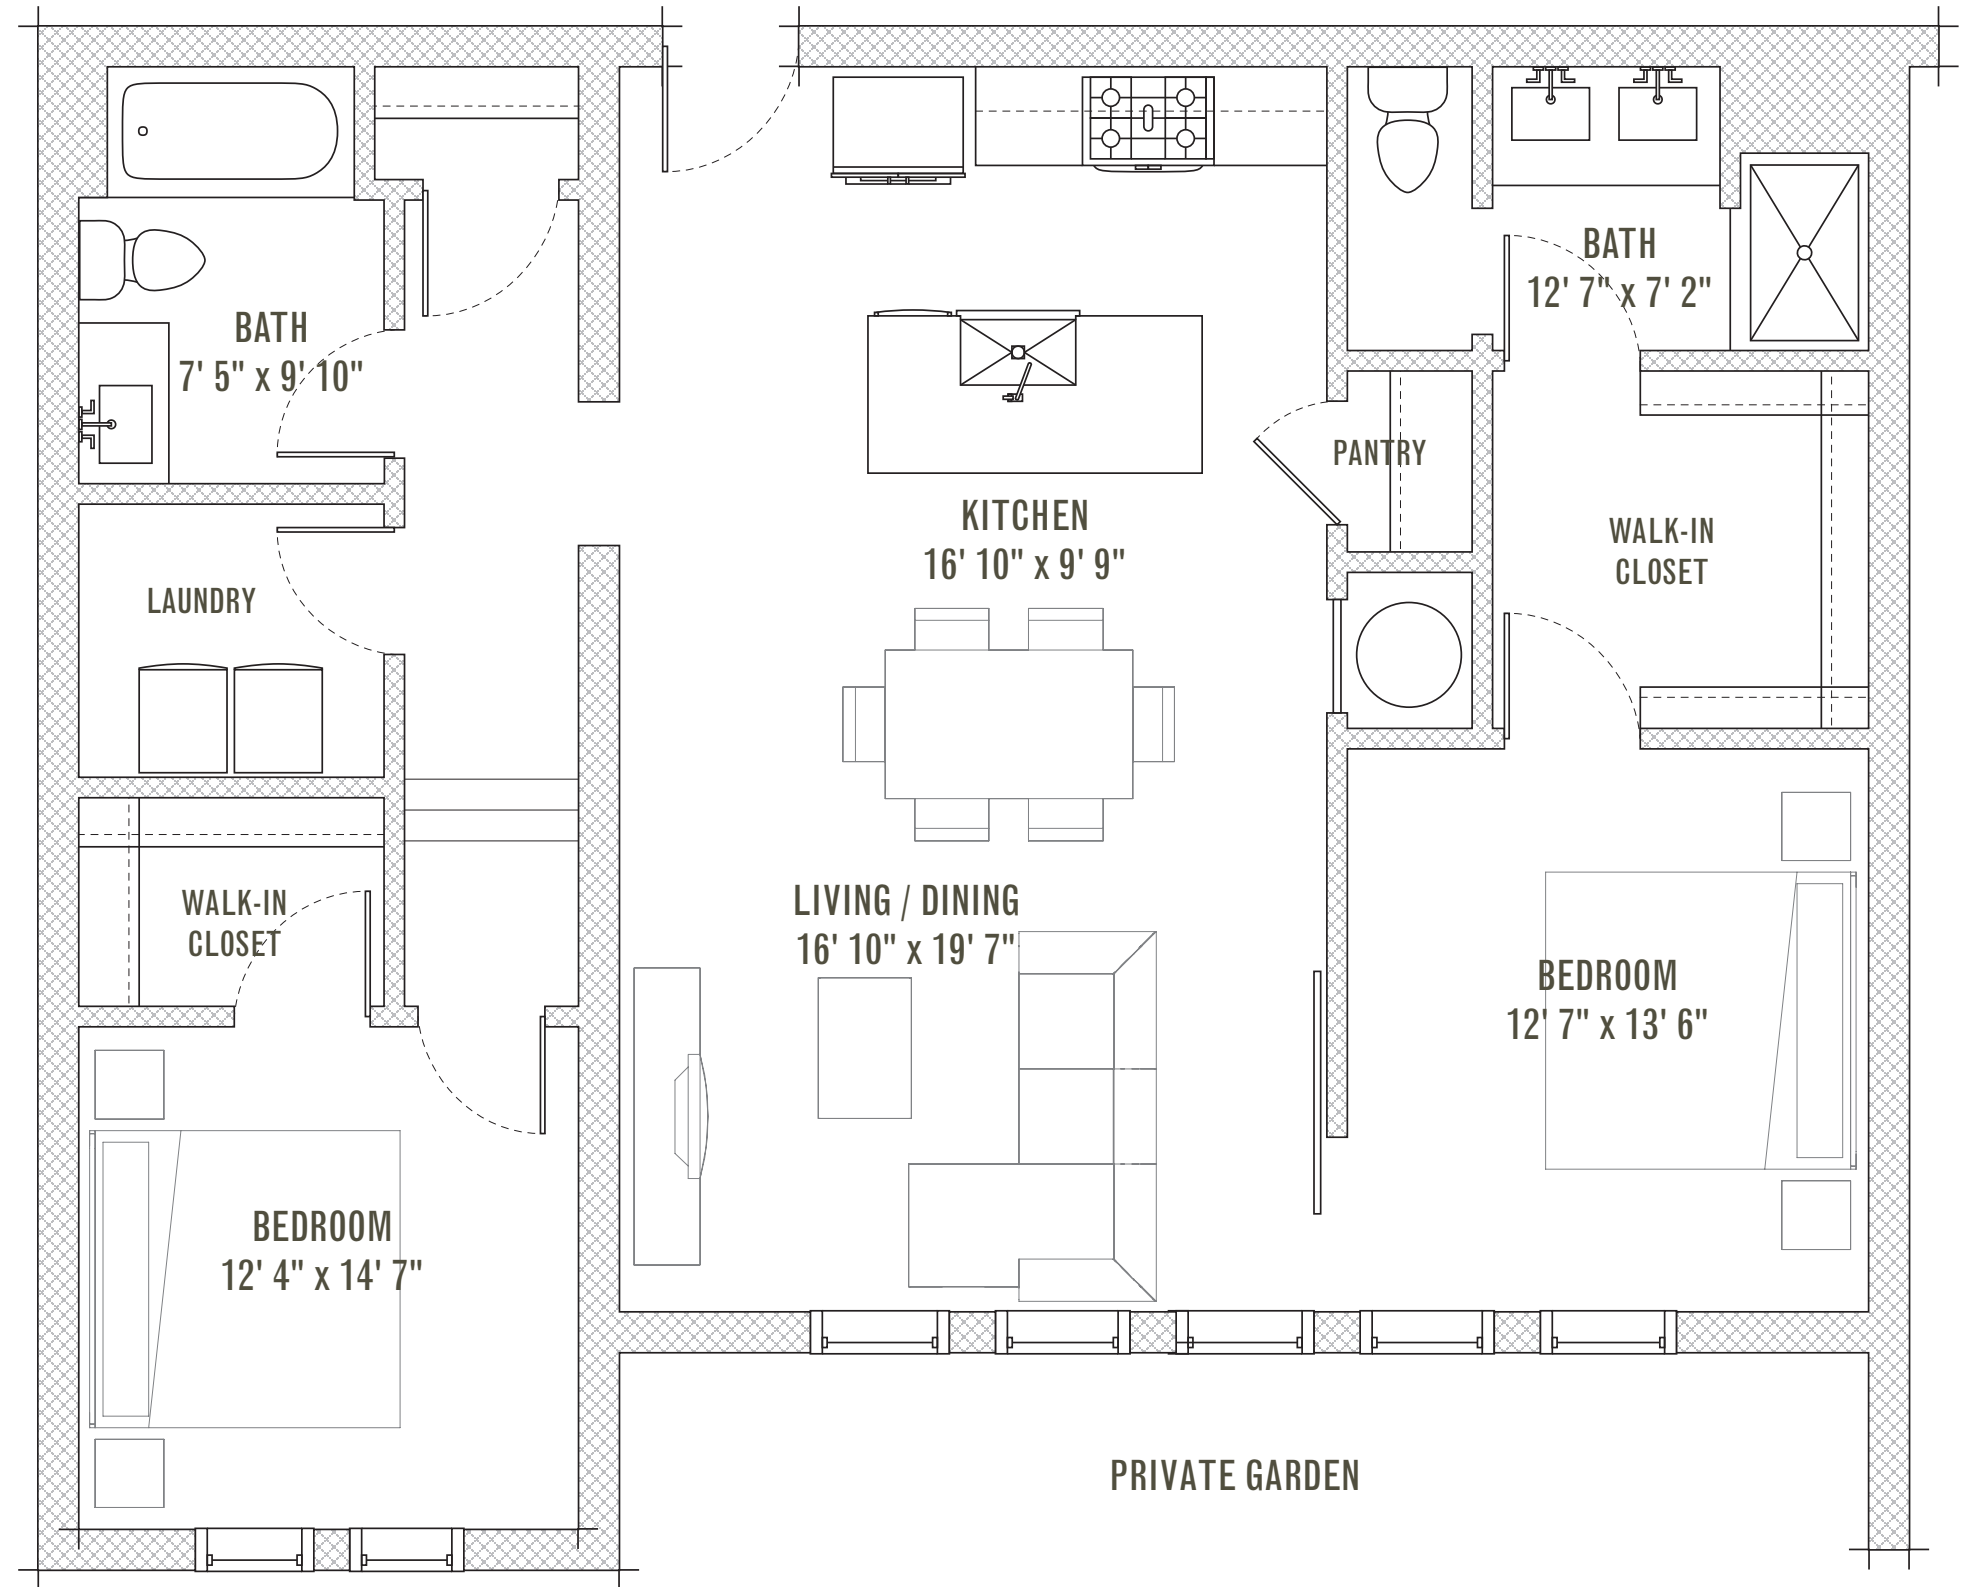 BATH
12' 7" x 7' 2"
BATH
7' 5" x 9' 10"
PANTRY
KITCHEN
16' 10" x 9' 9"
WALK-IN
CLOSET
LAUNDRY
LIVING / DINING
16' 10" x 19' 7"
WALK-IN
CLOSET
BEDROOM
12' 7" x 13' 6"
BEDROOM
12' 4" x 14' 7"
PRIVATE GARDEN